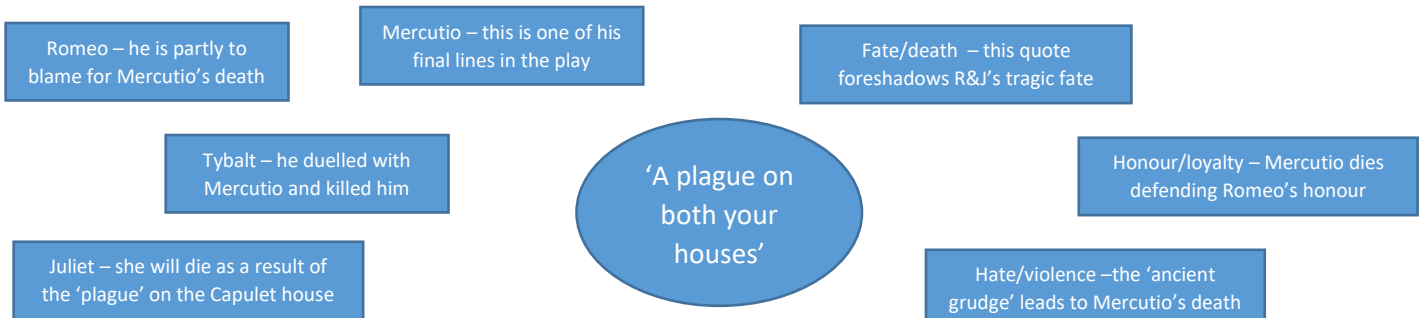 Romeo – he is partly to
blame for Mercutio’s death
Mercutio – this is one of his
final lines in the play
Fate/death – this quote
foreshadows R&J’s tragic fate
Tybalt – he duelled with
Mercutio and killed him
‘A plague on
both your
houses’
Honour/loyalty – Mercutio dies
defending Romeo’s honour
Juliet – she will die as a result of
the ‘plague’ on the Capulet house
Hate/violence –the ‘ancient
grudge’ leads to Mercutio’s death